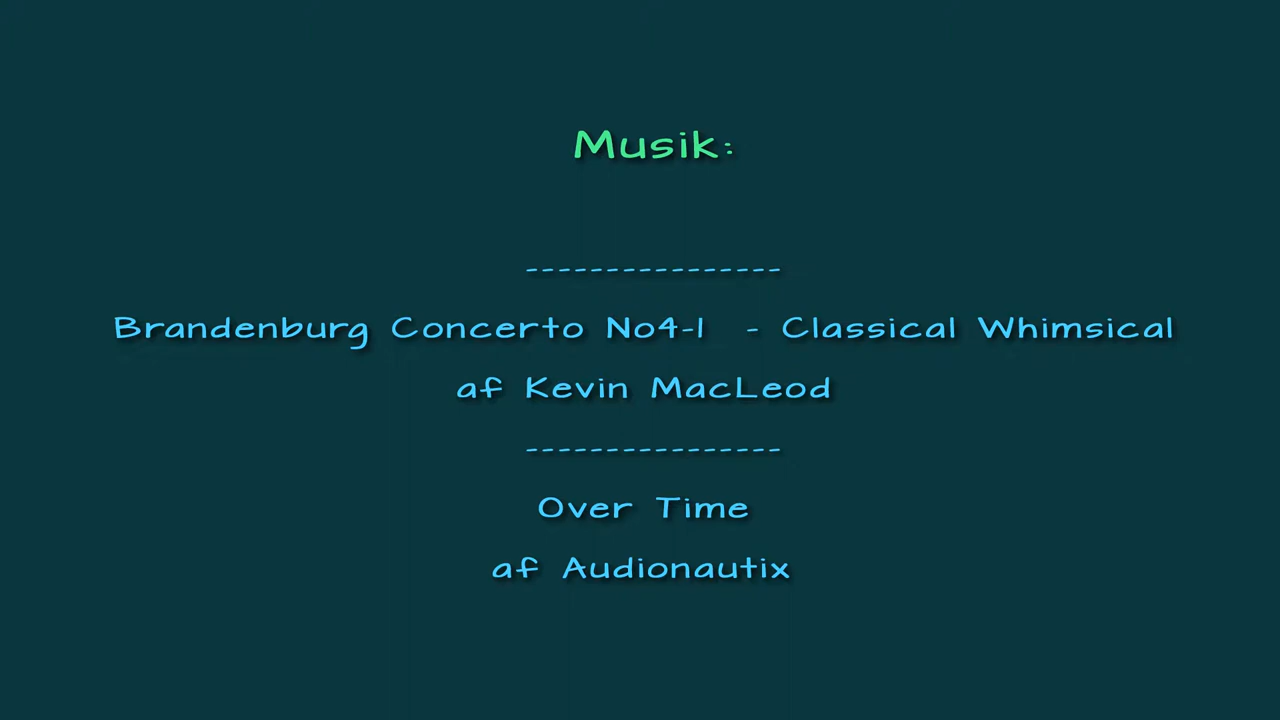 Musik:
----------------
Brandenburg Concerto No4-1 - Classical Whimsical
af Kevin MacLeod
----------------
Over Time
af Audionautix